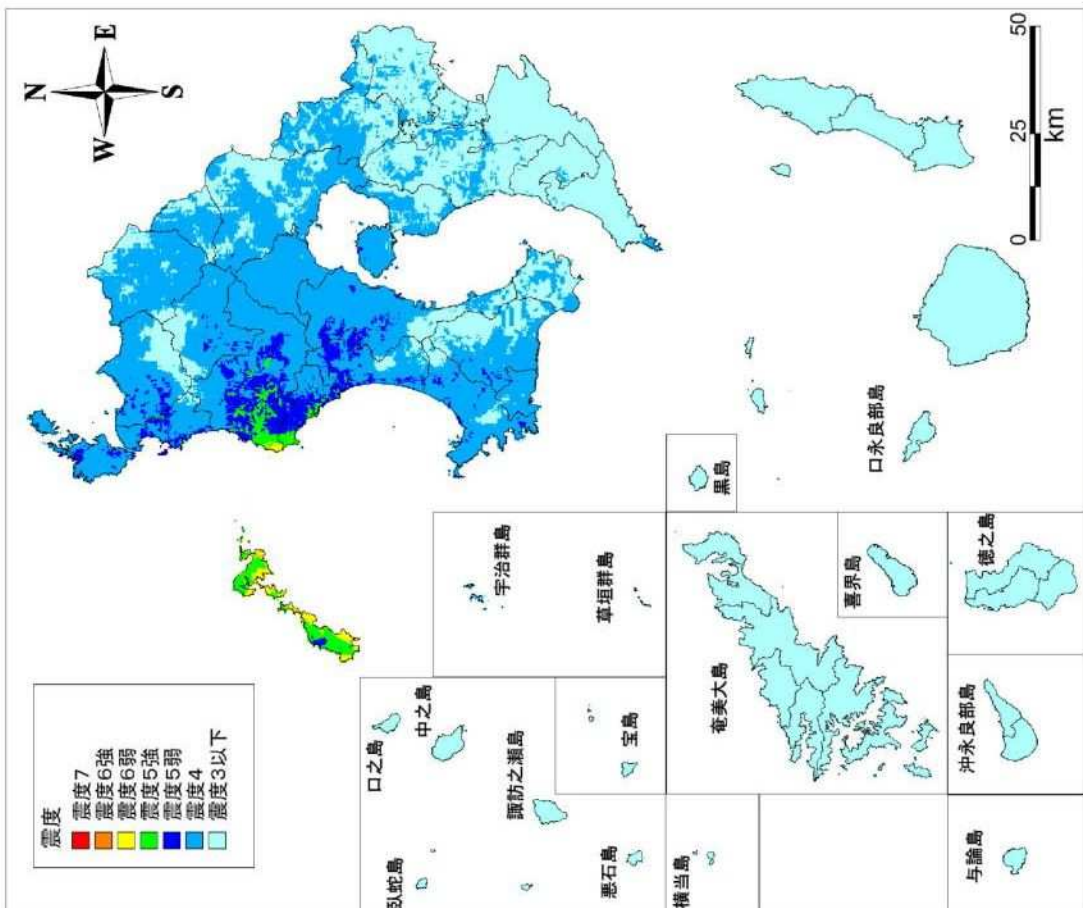 N
W
E
S
震度
震度7
震度6強
震度6弱
震度5強
震度5弱
震度4
震度3以下
口之島
中之島
臥蛇島
諏訪之瀬島
悪石島
宝島
横当島
宇治群島
草垣群島
黒島
口永良部島
奄美大島
喜界島
徳之島
沖永良部島
与論島
0
25
50
km